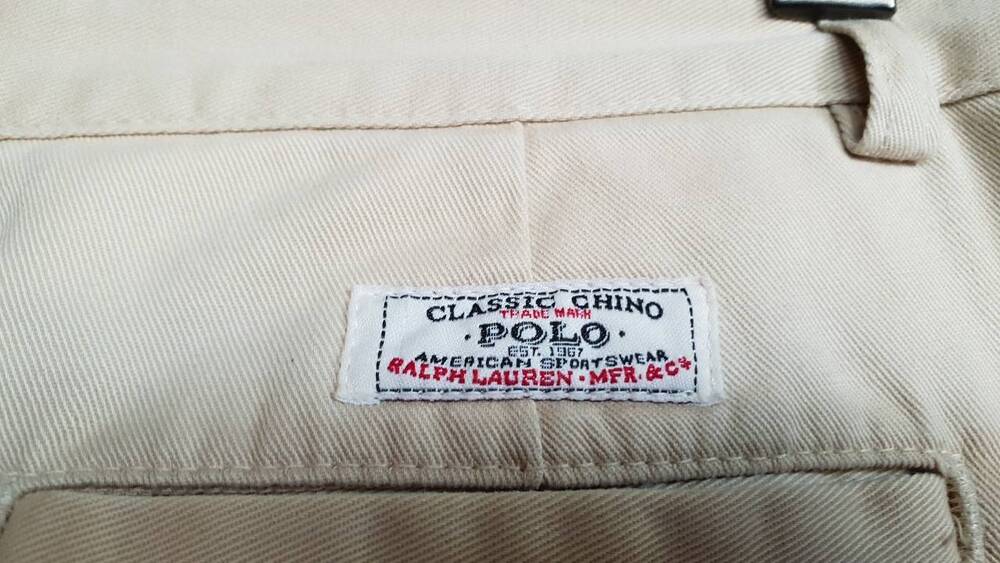 CLASSIC CHINO
TRADE MARK
· POLO ·
EST. 1967
AMERICAN SPORTSWEAR
RALPH LAUREN · MFR. & Cº